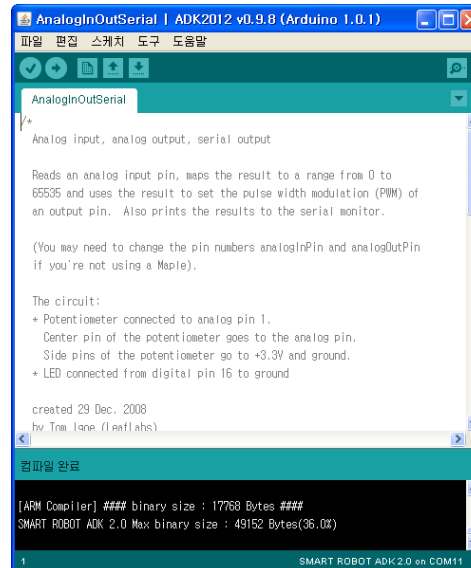 AnalogInOutSerial | ADK2012 v0.9.8 (Arduino 1.0.1)
파일 편집 스케치 도구 도움말
AnalogInOutSerial
/*
Analog input, analog output, serial output
Reads an analog input pin, maps the result to a range from 0 to
65535 and uses the result to set the pulse width modulation (PWM) of
an output pin.  Also prints the results to the serial monitor.
(You may need to change the pin numbers analogInPin and analogOutPin
if you're not using a Maple).
The circuit:
* Potentiometer connected to analog pin 1.
Center pin of the potentiometer goes to the analog pin.
Side pins of the potentiometer go to +3.3V and ground.
* LED connected from digital pin 16 to ground
created 29 Dec. 2008
by Tom Igoe (LeafLabs)
컴파일 완료
[ARM Compiler] #### binary size : 17768 Bytes ####
SMART ROBOT ADK 2.0 Max binary size : 49152 Bytes(36.0%)
1 SMART ROBOT ADK 2.0 on COM11